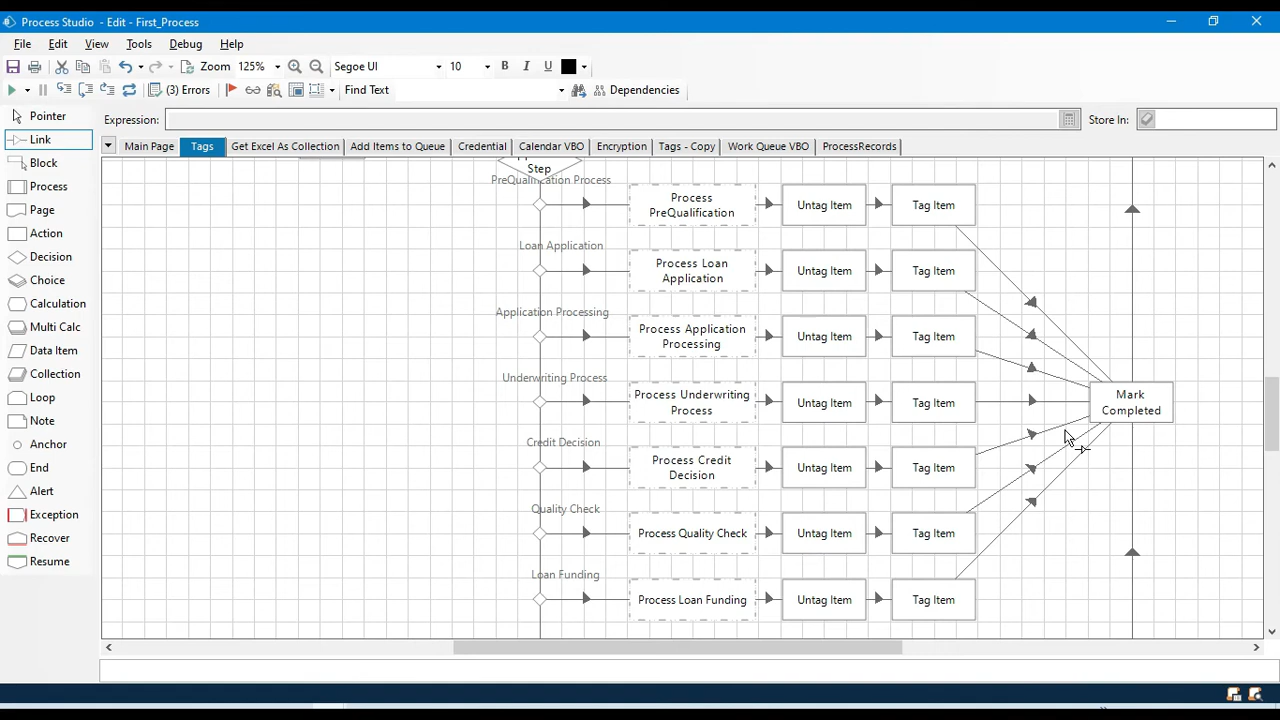 Process Studio - Edit - First_Process
File Edit View Tools Debug Help
Zoom 125% Segoe UI 10 B I U
(3) Errors Find Text Dependencies
Pointer
Link
Block
Process
Page
Action
Decision
Choice
Calculation
Multi Calc
Data Item
Collection
Loop
Note
Anchor
End
Alert
Exception
Recover
Resume
Expression: Store In:
Main Page Tags Get Excel As Collection Add Items to Queue Credential Calendar VBO Encrypton Tags - Copy Work Queue VBO ProcessRecords
Step
PreQualification Process
Process
PreQualification
Untag Item
Tag Item
Loan Application
Process Loan
Application
Untag Item
Tag Item
Application Processing
Process Application
Processing
Untag Item
Tag Item
Underwriting Process
Process Underwriting
Process
Untag Item
Tag Item
Mark
Completed
Credit Decision
Process Credit
Decision
Untag Item
Tag Item
Quality Check
Process Quality Check
Untag Item
Tag Item
Loan Funding
Process Loan Funding
Untag Item
Tag Item